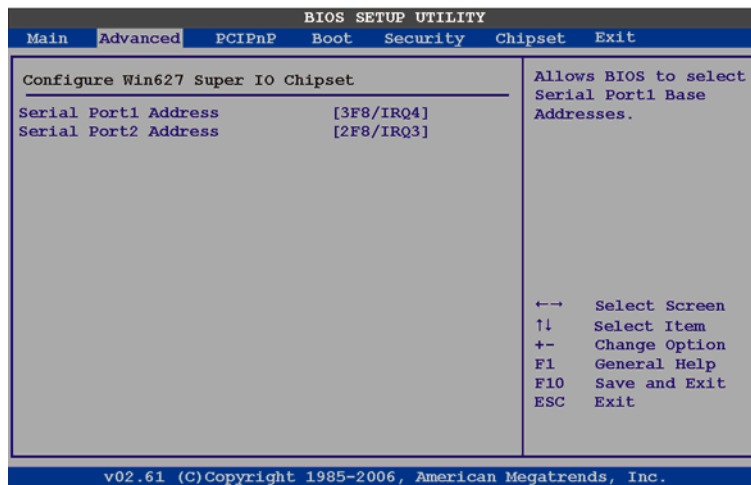 BIOS SETUP UTILITY
Main Advanced PCIPnP Boot Security Chipset Exit
Configure Win627 Super IO Chipset
Serial Port1 Address [3F8/IRQ4]
Serial Port2 Address [2F8/IRQ3]
Allows BIOS to select
Serial Port1 Base
Addresses.
←→ Select Screen
↑↓ Select Item
+- Change Option
F1 General Help
F10 Save and Exit
ESC Exit
v02.61 (C)Copyright 1985-2006, American Megatrends, Inc.